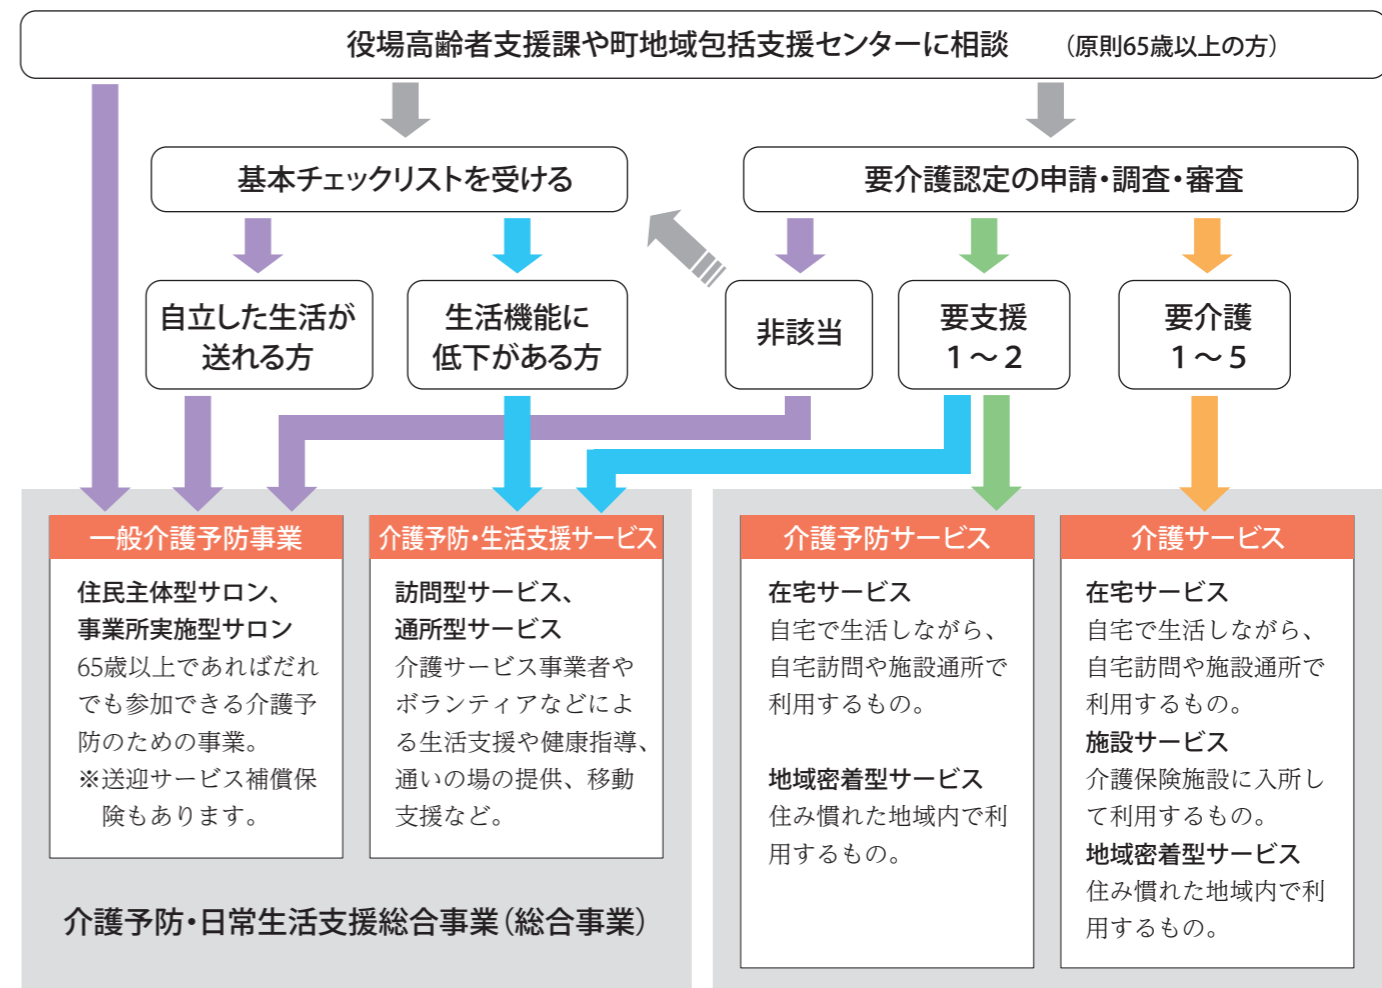 役場高齢者支援課や町地域包括支援センターに相談　（原則65歳以上の方）
基本チェックリストを受ける
要介護認定の申請・調査・審査
自立した生活が
送れる方
生活機能に
低下がある方
非該当
要支援
1～2
要介護
1～5
一般介護予防事業
住民主体型サロン、
事業所実施型サロン
65歳以上であればだれ
でも参加できる介護予
防のための事業。
※送迎サービス補償保
険もあります。
介護予防・生活支援サービス
訪問型サービス、
通所型サービス
介護サービス事業者や
ボランティアなどによ
る生活支援や健康指導、
通いの場の提供、移動
支援など。
介護予防・日常生活支援総合事業（総合事業）
介護予防サービス
在宅サービス
自宅で生活しながら、
自宅訪問や施設通所で
利用するもの。
地域密着型サービス
住み慣れた地域内で利
用するもの。
介護サービス
在宅サービス
自宅で生活しながら、
自宅訪問や施設通所で
利用するもの。
施設サービス
介護保険施設に入所し
て利用するもの。
地域密着型サービス
住み慣れた地域内で利
用するもの。